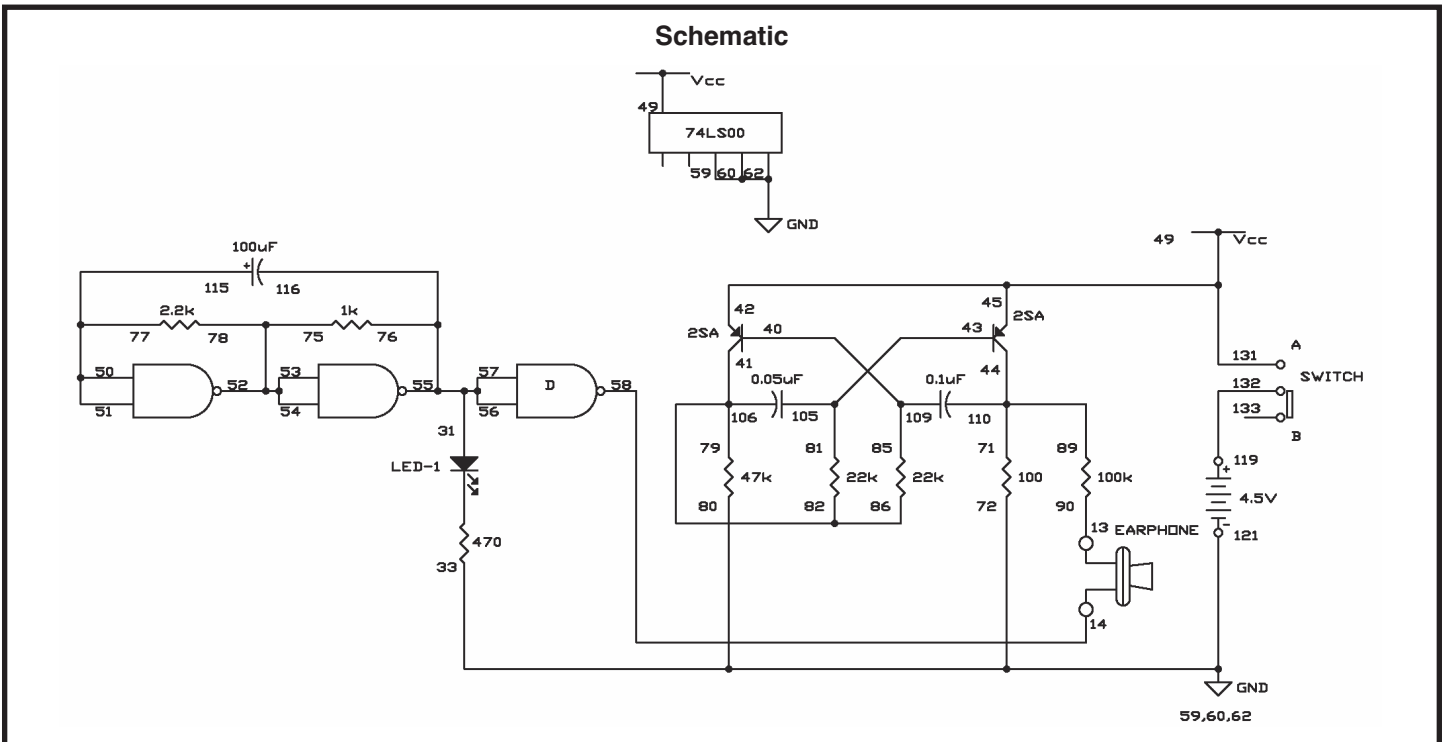 Schematic
Vcc
49
74LS00
59,60,62
GND
100uF
+
115 116
2.2k 1k
77 78 75 76
50 51 52
53 54 55
57 56 D 58
31
LED-1
470
33
49 Vcc
42 45
2SA 40 43 2SA
41 44
0.05uF 0.1uF
106 105 109 110
79 81 85 71 89
47k 22k 22k 100 100k
80 82 86 72 90
13 EARPHONE
14
131 A
132 SWITCH
133
B
119
+
4.5V
-
121
GND
59,60,62